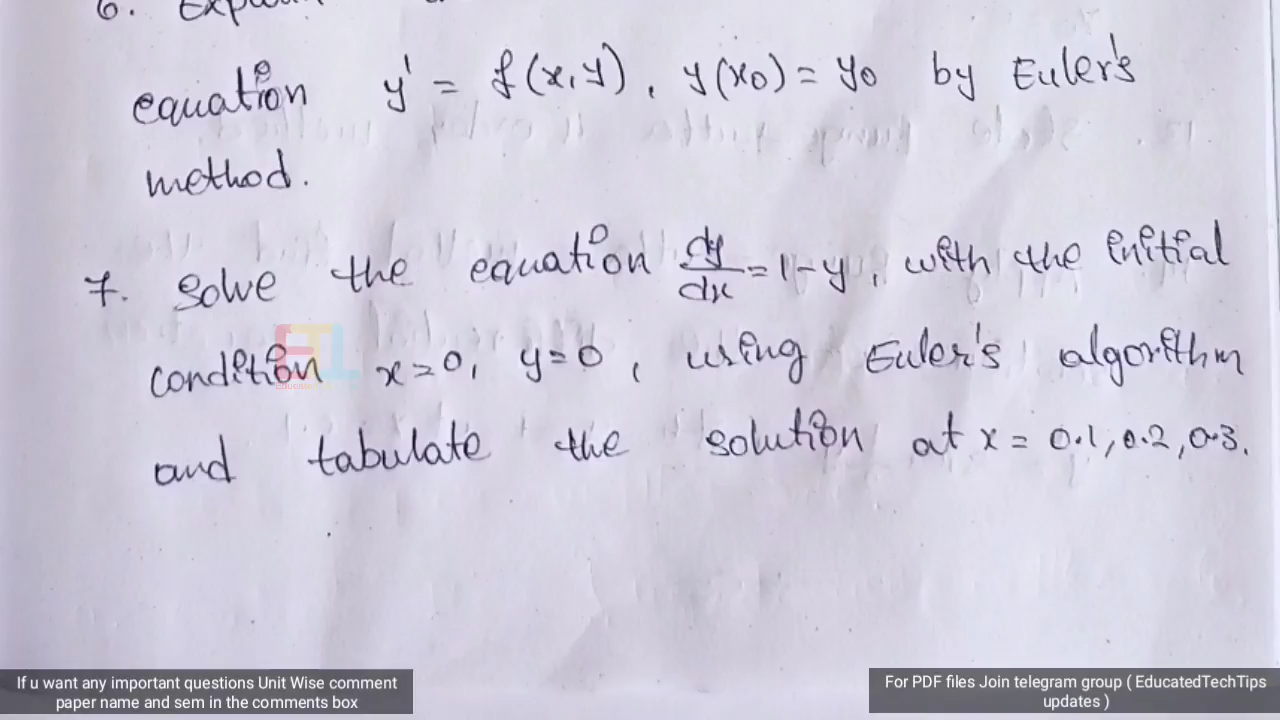 6. Explain
equation y' = f(x,y), y(x0) = y0 by Euler's
method.
7. Solve the equation dy/dx = 1-y, with the initial
condition x=0, y=0, using Euler's algorithm
and tabulate the solution at x = 0.1, 0.2, 0.3.
If u want any important questions Unit Wise comment
paper name and sem in the comments box
For PDF files Join telegram group ( EducatedTechTips
updates )